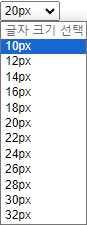 20px
글자 크기 선택
10px
12px
14px
16px
18px
20px
22px
24px
26px
28px
30px
32px